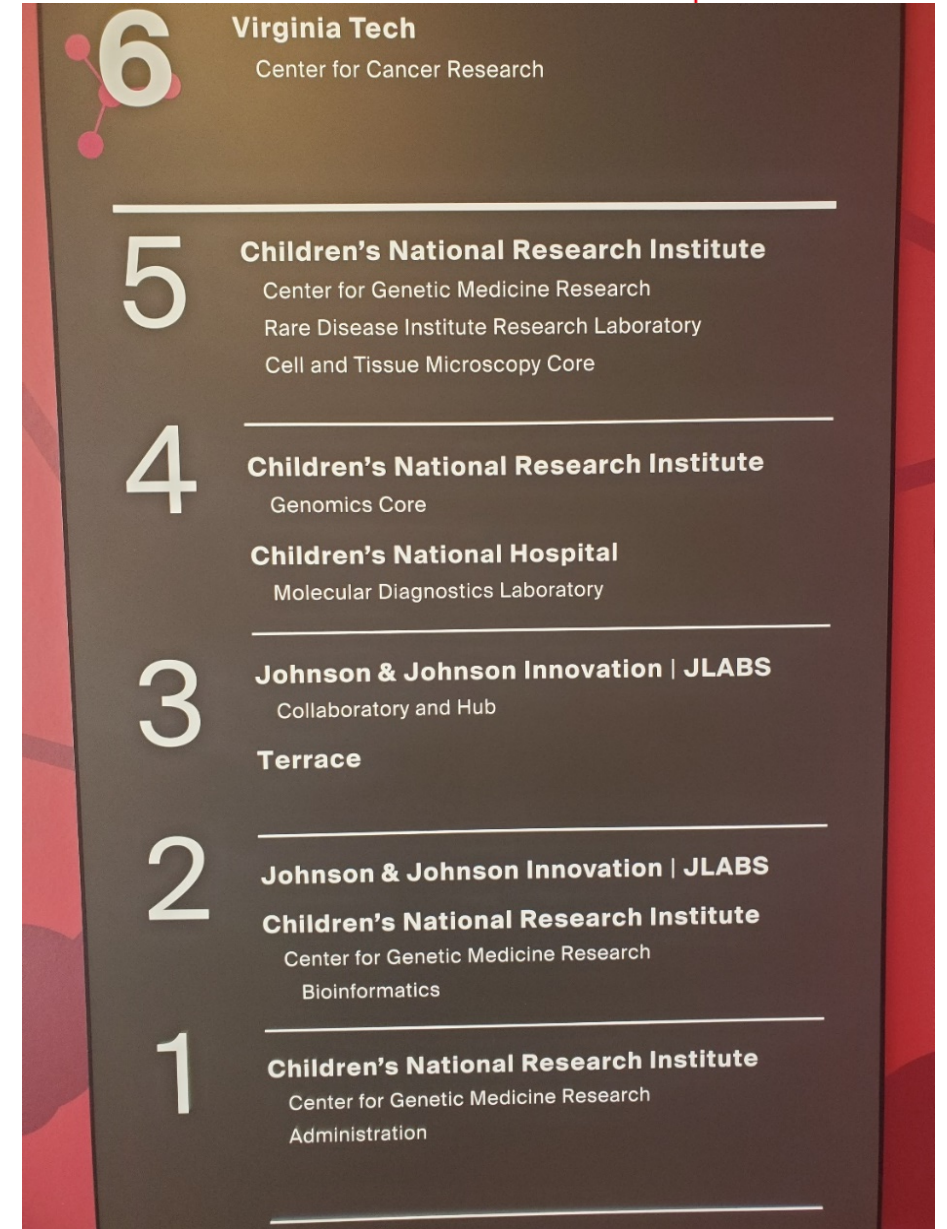 6
Virginia Tech
Center for Cancer Research
5
Children's National Research Institute
Center for Genetic Medicine Research
Rare Disease Institute Research Laboratory
Cell and Tissue Microscopy Core
4
Children's National Research Institute
Genomics Core
Children's National Hospital
Molecular Diagnostics Laboratory
3
Johnson & Johnson Innovation | JLABS
Collaboratory and Hub
Terrace
2
Johnson & Johnson Innovation | JLABS
Children's National Research Institute
Center for Genetic Medicine Research
Bioinformatics
1
Children's National Research Institute
Center for Genetic Medicine Research
Administration